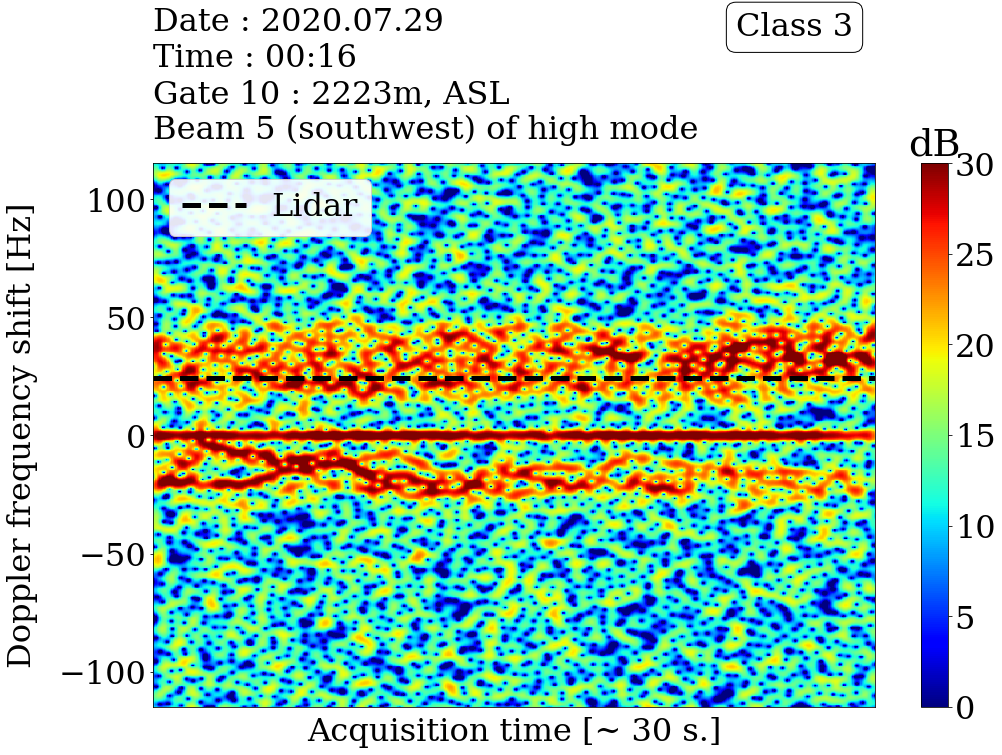 Date : 2020.07.29
Class 3
Time : 00:16
Gate 10 : 2223m, ASL
Beam 5 (southwest) of high mode
dB
Lidar
Doppler frequency shift [Hz]
100
50
0
−50
−100
Acquisition time [~ 30 s.]
30
25
20
15
10
5
0